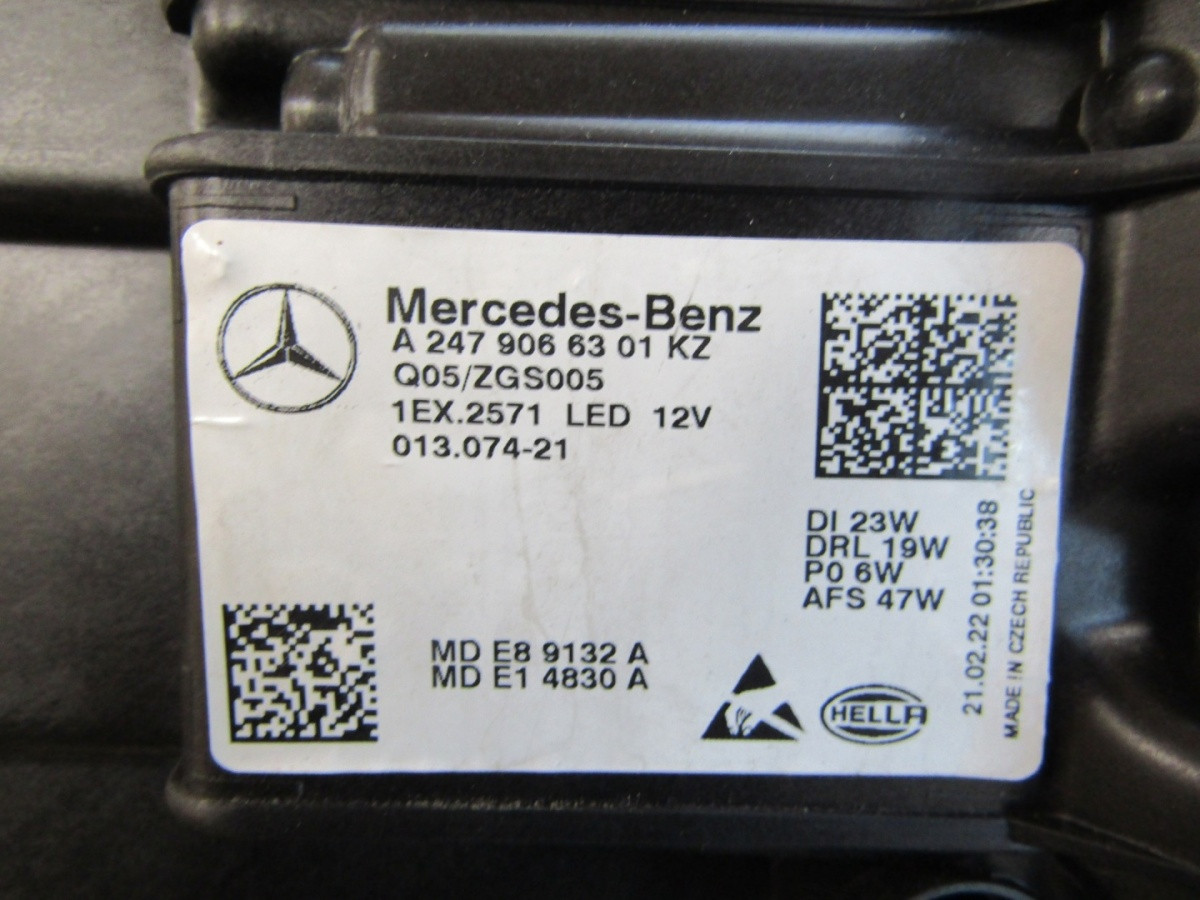 Mercedes-Benz
A 247 906 63 01 KZ
Q05/ZGS005
1EX.2571 LED 12V
013.074-21
DI 23W
DRL 19W
P0 6W
AFS 47W
21.02.22 01:30:38
MADE IN CZECH REPUBLIC
MD E8 9132 A
MD E1 4830 A
HELLA